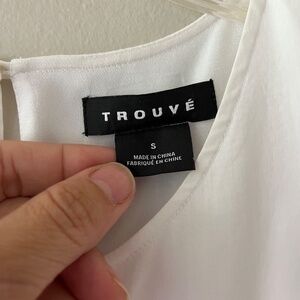 TROUVÉ
S
MADE IN CHINA
FABRIQUÉ EN CHINE